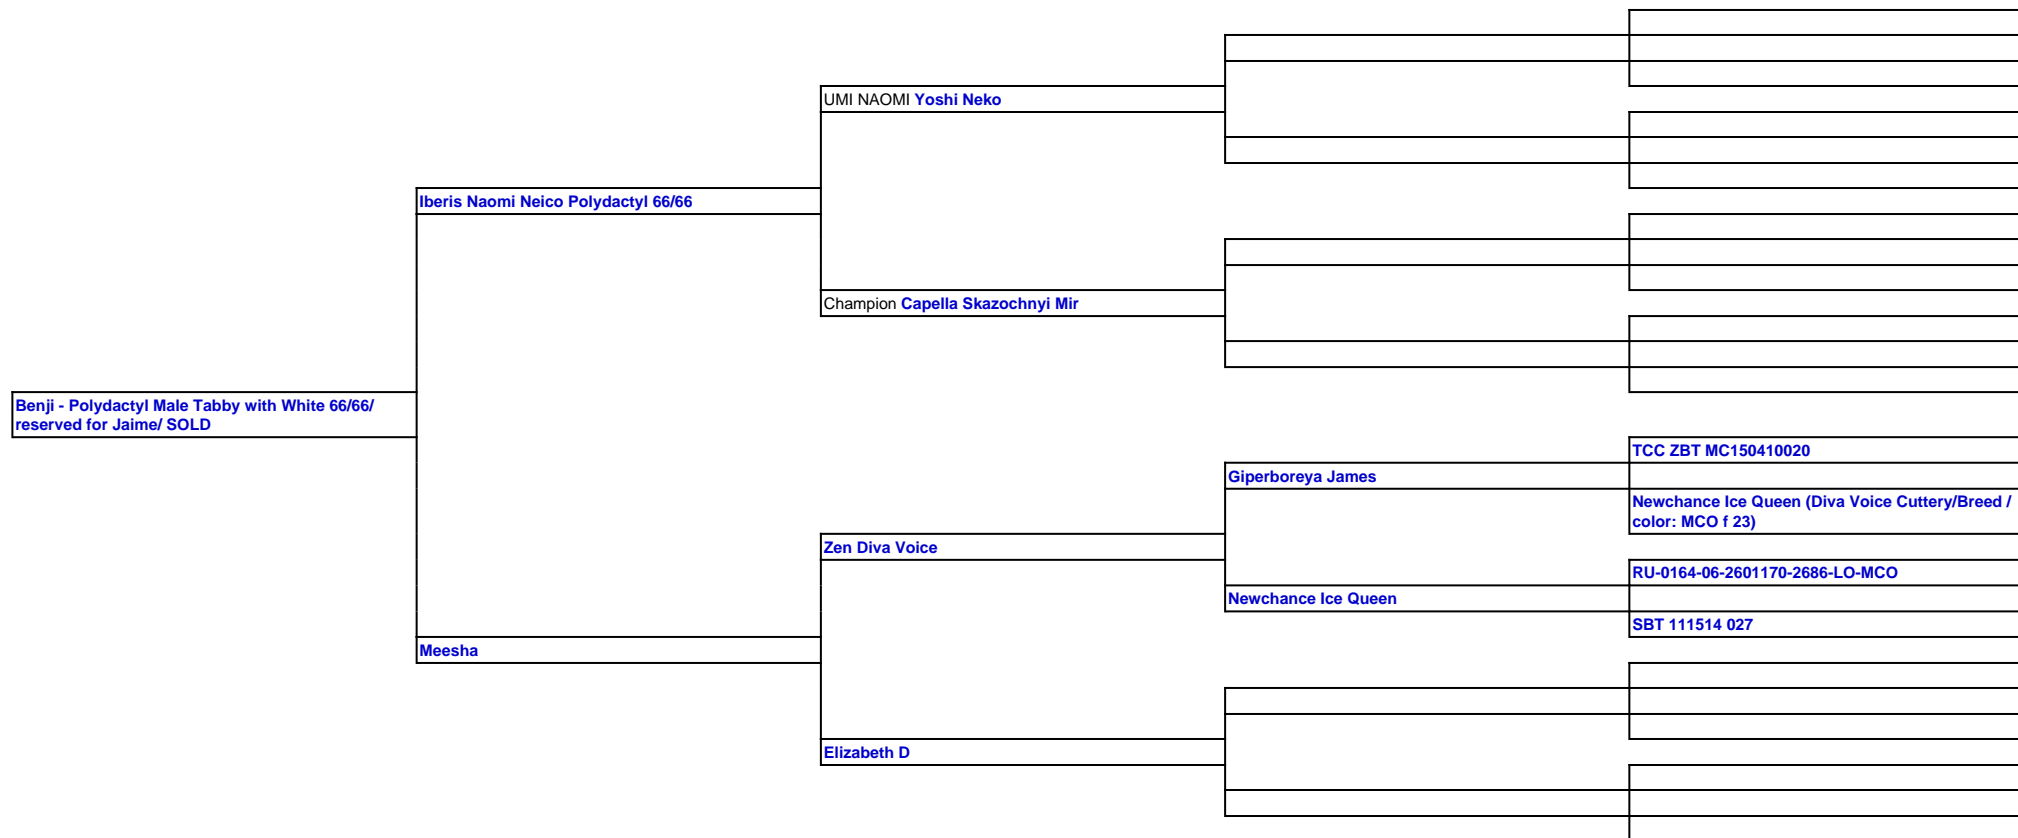 UMI NAOMI Yoshi Neko
Iberis Naomi Neico Polydactyl 66/66
Champion Capella Skazochnyi Mir
Benji - Polydactyl Male Tabby with White 66/66/
reserved for Jaime/ SOLD
TCC ZBT MC150410020
Giperboreya James
Newchance Ice Queen (Diva Voice Cuttery/Breed /
color: MCO f 23)
Zen Diva Voice
RU-0164-06-2601170-2686-LO-MCO
Newchance Ice Queen
SBT 111514 027
Meesha
Elizabeth D